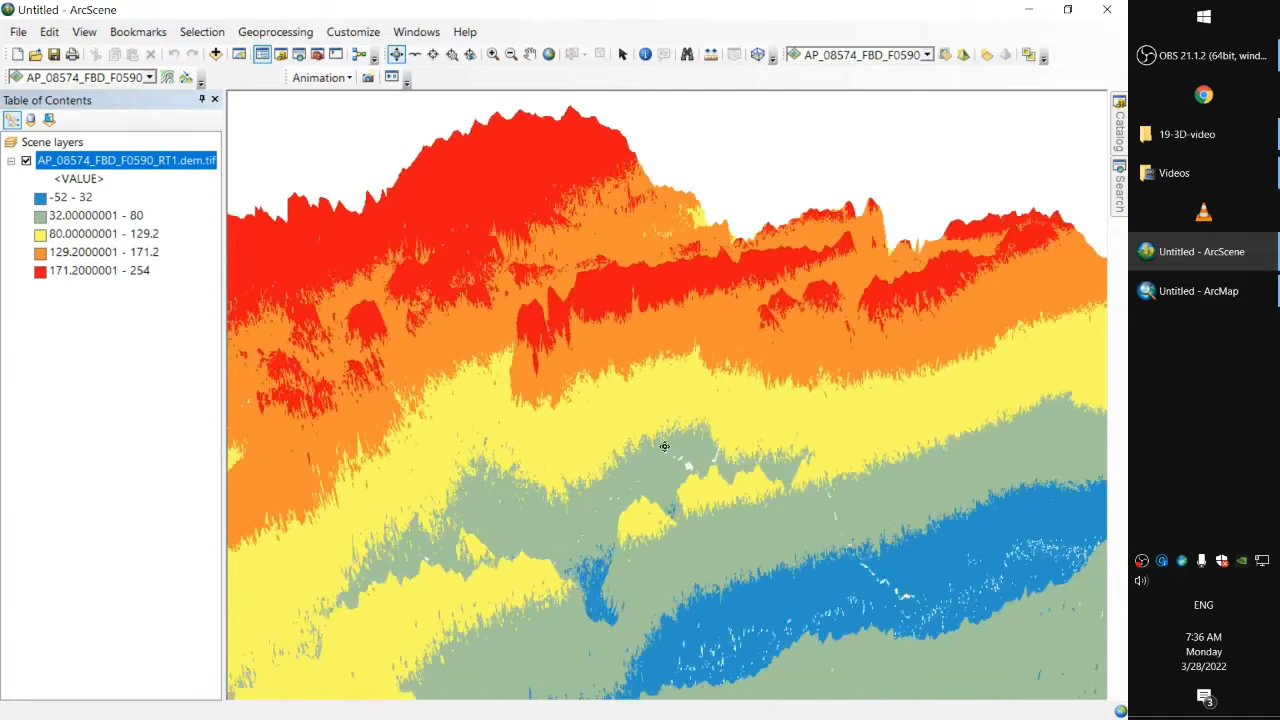 Untitled - ArcScene
File Edit View Bookmarks Selection Geoprocessing Customize Windows Help
AP_08574_FBD_F0590
AP_08574_FBD_F0590
Animation
Table of Contents
Scene layers
AP_08574_FBD_F0590_RT1.dem.tif
<VALUE>
-52 - 32
32.00000001 - 80
80.00000001 - 129.2
129.2000001 - 171.2
171.2000001 - 254
Catalog
Search
OBS 21.1.2 (64bit, wind...
19-3D-video
Videos
Untitled - ArcScene
Untitled - ArcMap
ENG
7:36 AM
Monday
3/28/2022
3